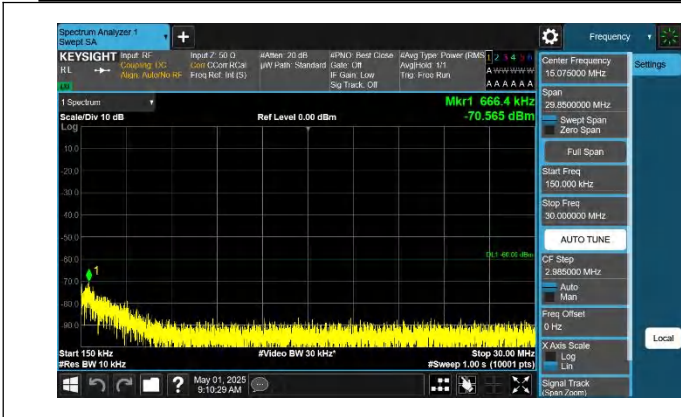 Spectrum Analyzer 1
Swept SA
+
Frequency
KEYSIGHT Input: RF Input Z: 50 Ω #Atten: 20 dB #PNO: Best Close #Avg Type: Power (RMS 1 2 3 4 5 6
RL Coupling: DC Corr CCorr RCal µW Path: Standard Gate: Off Avg|Hold: 1/1 A W W W W W
Align: Auto/No RF Freq Ref: Int (S) IF Gain: Low Trig: Free Run
Sig Track: Off A A A A A A
1 Spectrum
Mkr1 666.4 kHz
Scale/Div 10 dB Ref Level 0.00 dBm -70.565 dBm
Log
-10.0
-20.0
-30.0
-40.0
-50.0
DL1 -60.00 dBm
-60.0
1
-70.0
-80.0
-90.0
Start 150 kHz #Video BW 30 kHz* Stop 30.00 MHz
#Res BW 10 kHz #Sweep 1.00 s (10001 pts)
May 01, 2025
9:10:29 AM
Center Frequency
15.075000 MHz
Settings
Span
29.8500000 MHz
Swept Span
Zero Span
Full Span
Start Freq
150.000 kHz
Stop Freq
30.000000 MHz
AUTO TUNE
CF Step
2.985000 MHz
Auto
Man
Freq Offset
0 Hz
X Axis Scale
Log
Lin
Local
Signal Track
(Span Zoom)